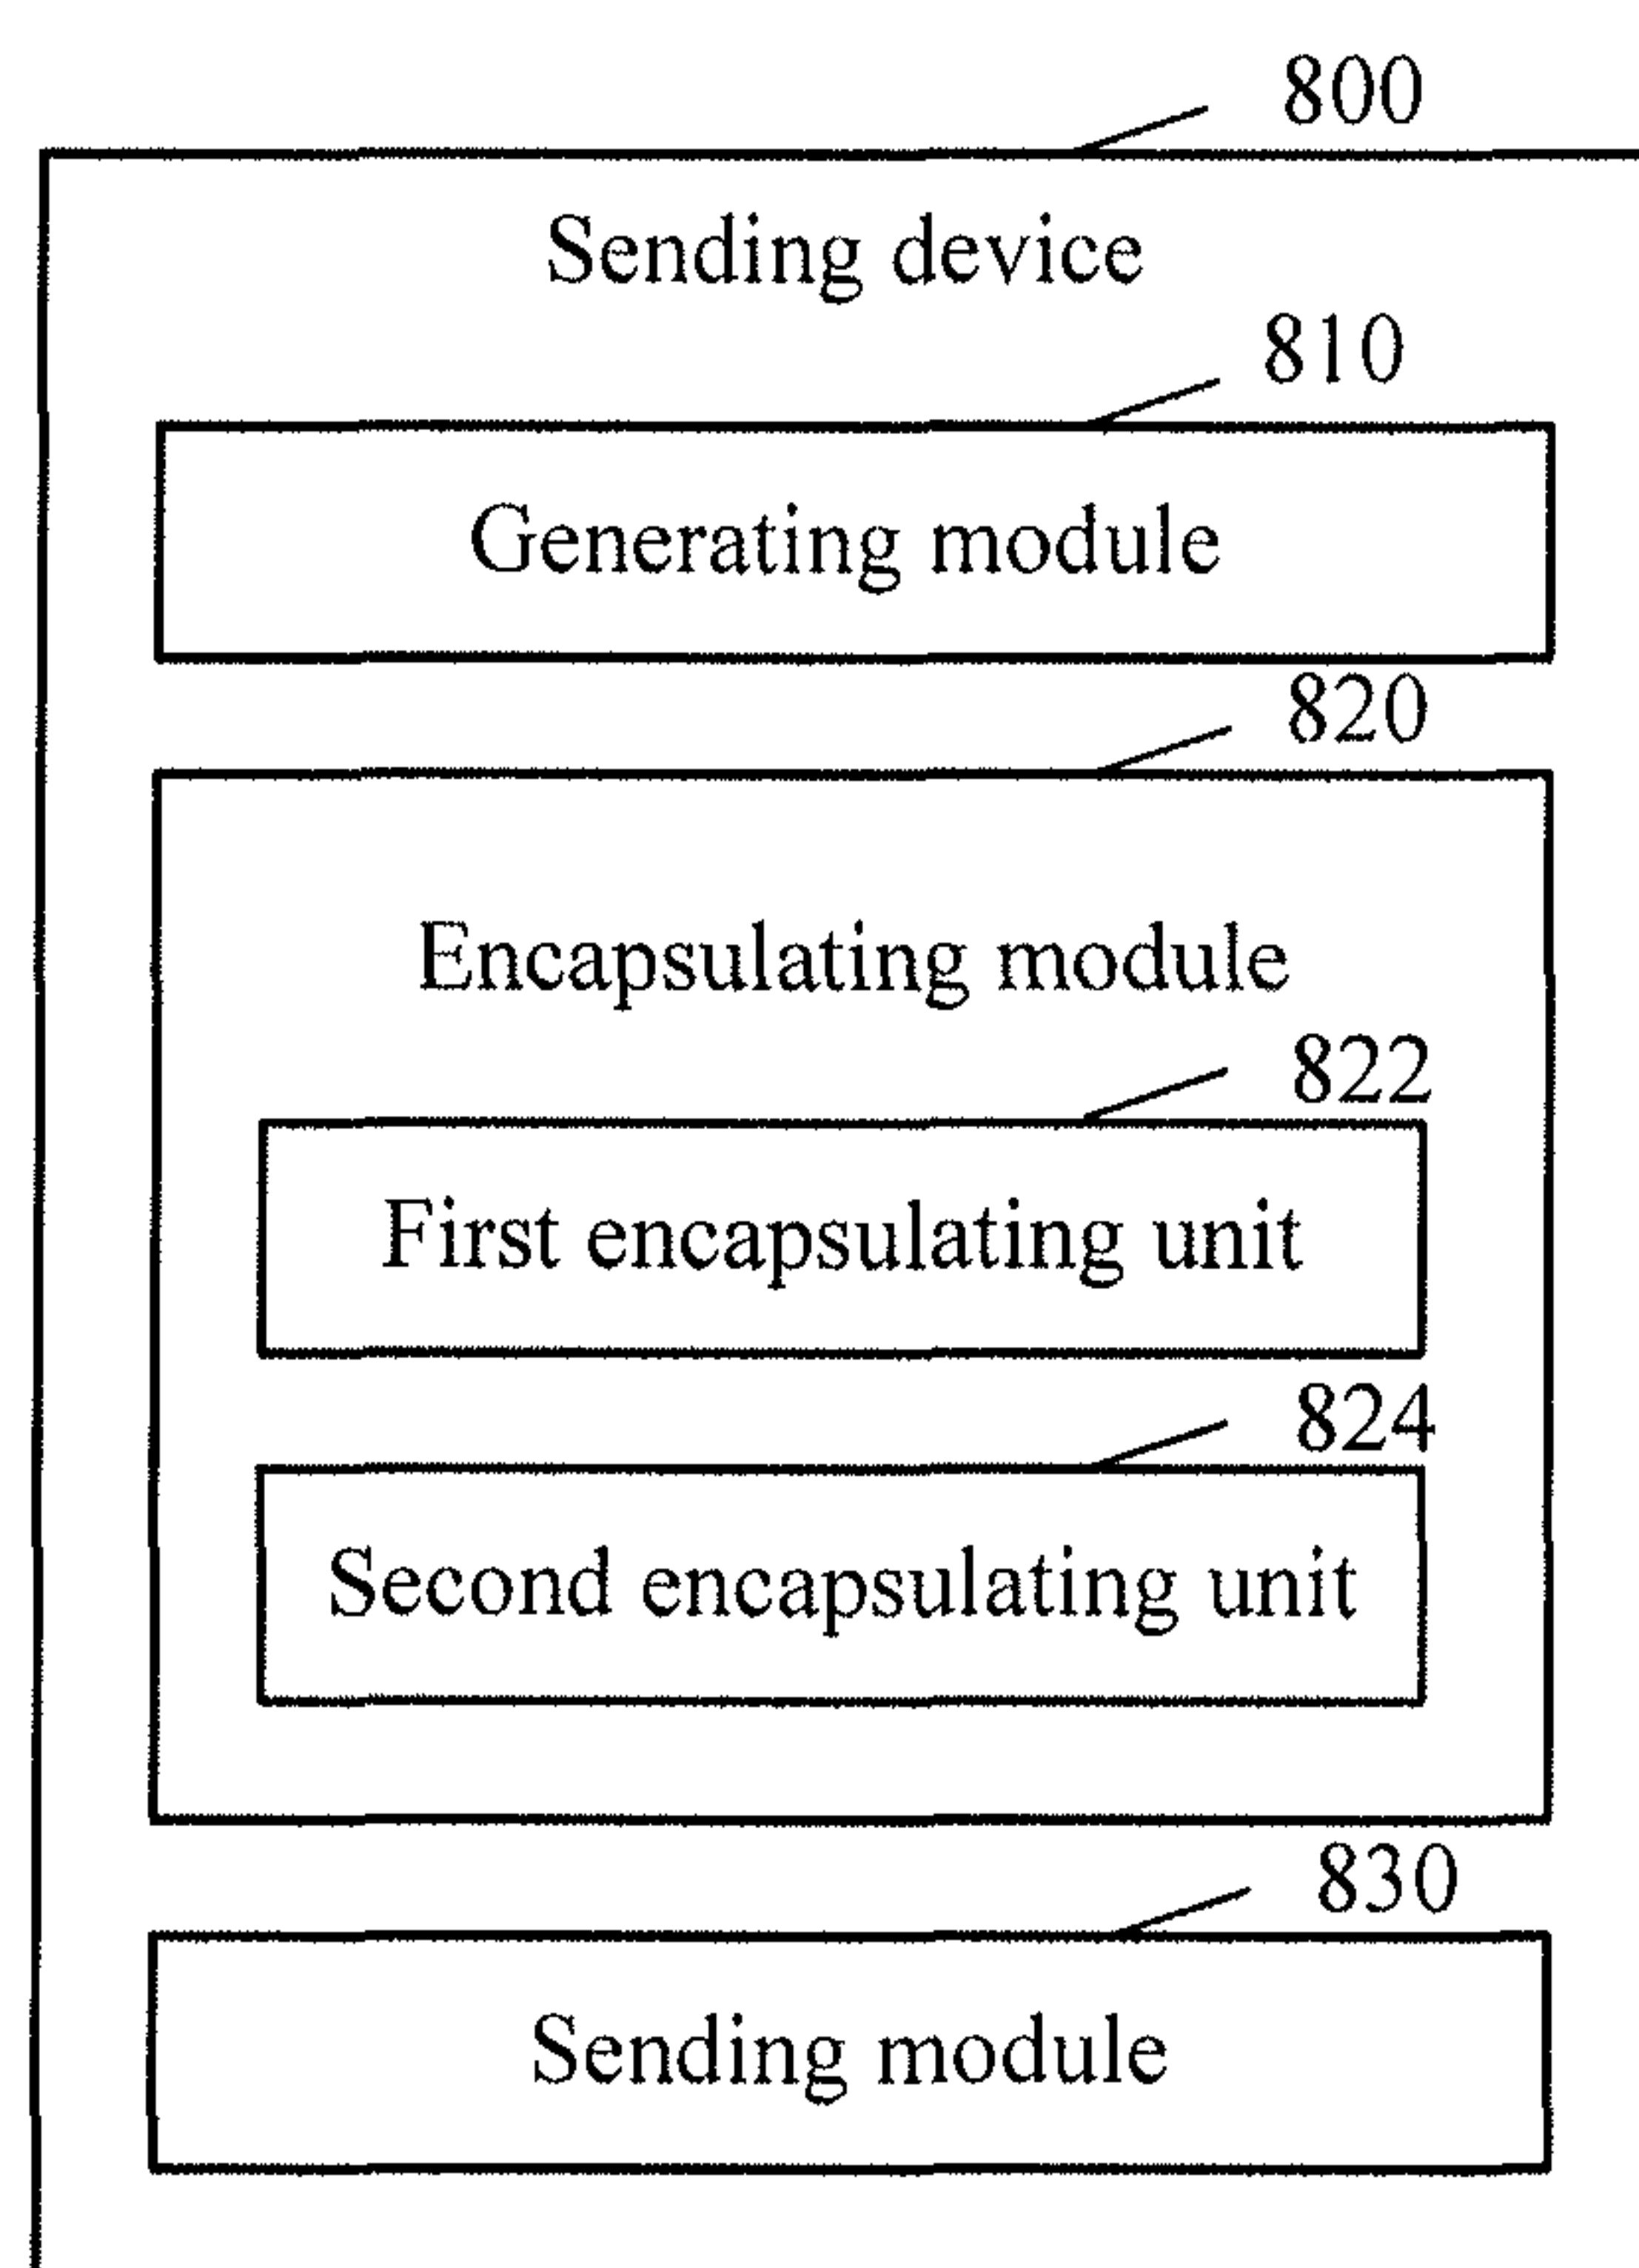 800
Sending device
810
Generating module
820
Encapsulating module
822
First encapsulating unit
824
Second encapsulating unit
830
Sending module